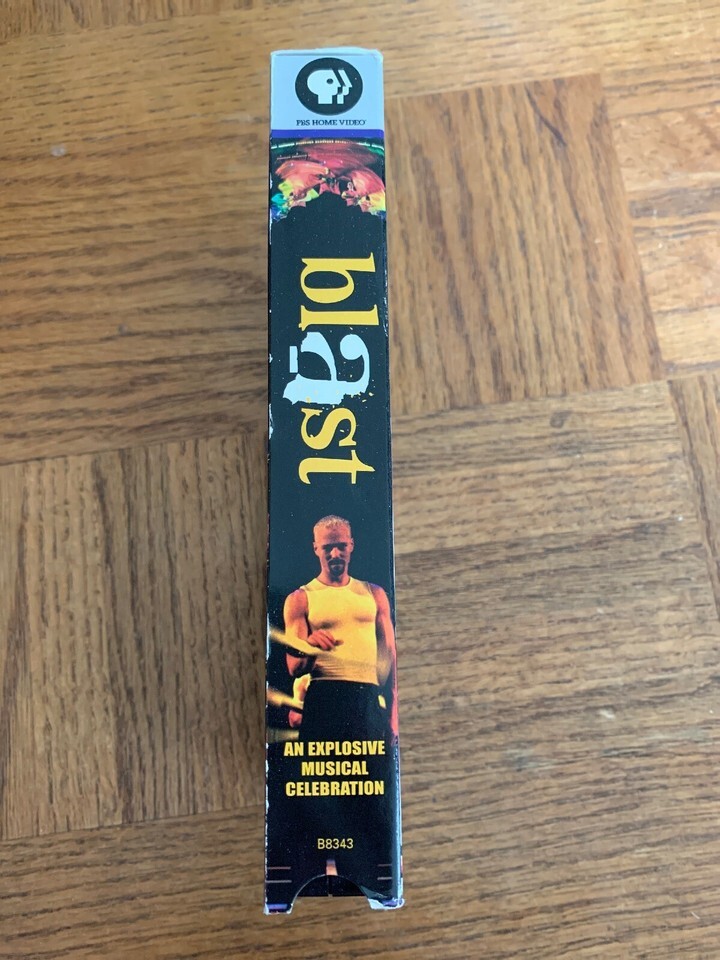 PBS HOME VIDEO
blast
AN EXPLOSIVE
MUSICAL
CELEBRATION
B8343